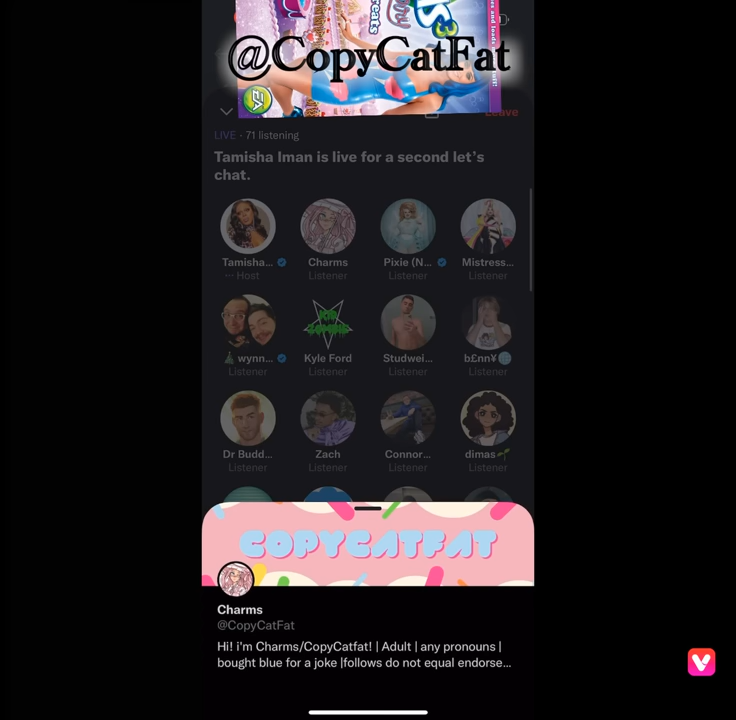 @CopyCatFat
Leave
LIVE · 71 listening
Tamisha Iman is live for a second let's
chat.
Tamisha... Charms Pixie (N... Mistress...
Host Listener Listener Listener
wynn... Kyle Ford Studwei... b£nn¥
Listener Listener Listener Listener
Dr Budd... Zach Connor... dimas
Listener Listener Listener Listener
COPYCATFAT
Charms
@CopyCatFat
Hi! i'm Charms/CopyCatfat! | Adult | any pronouns |
bought blue for a joke |follows do not equal endorse...